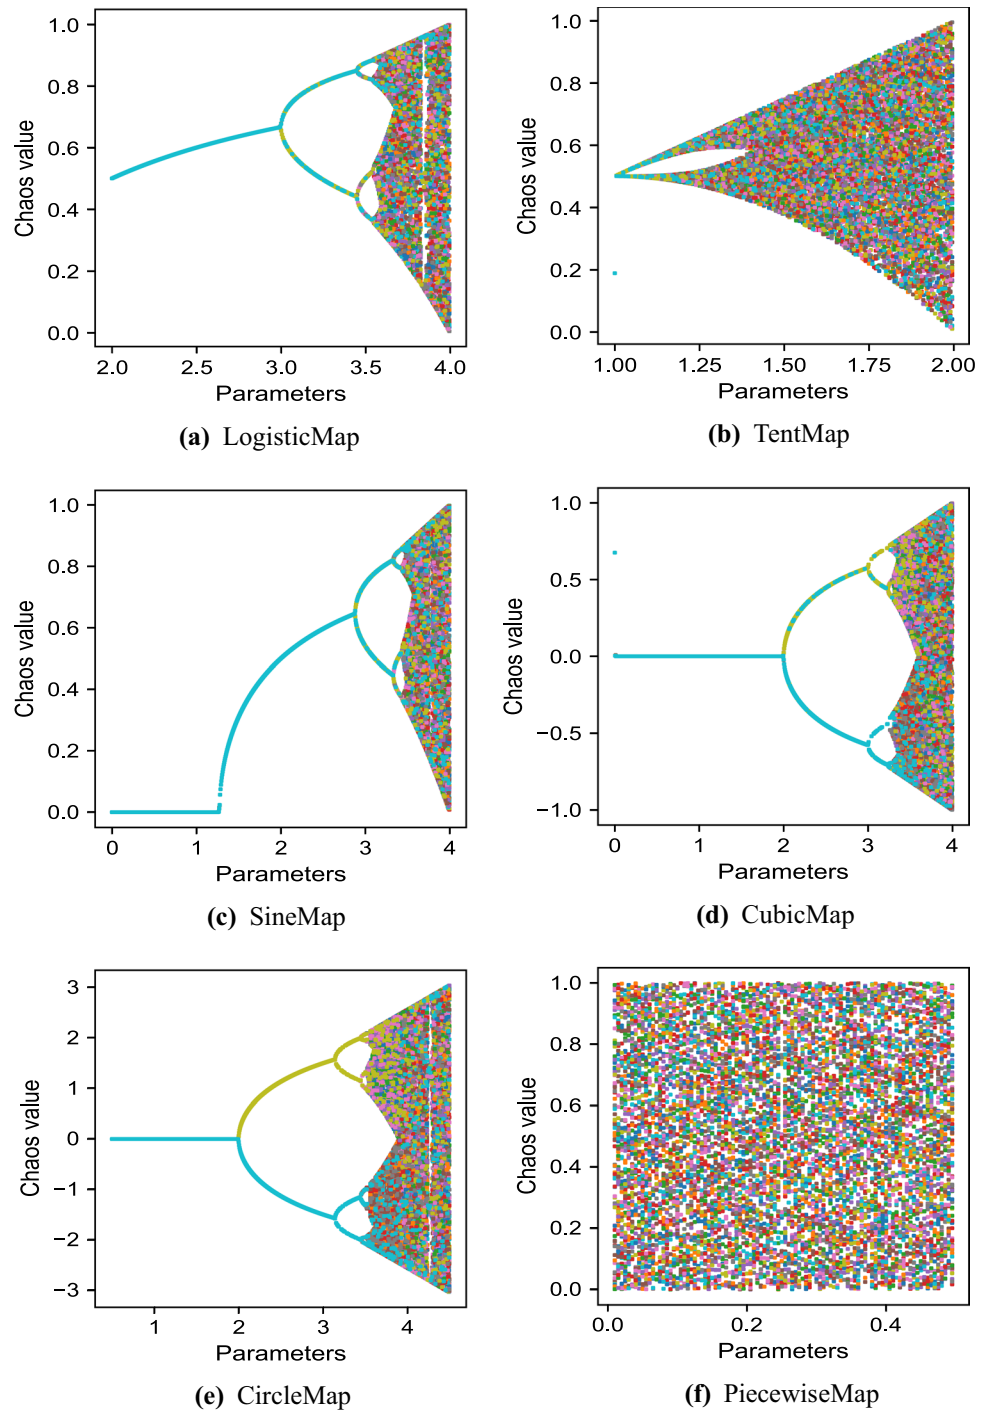 1.0
0.8
0.6
0.4
0.2
0.0
Chaos value
2.0 2.5 3.0 3.5 4.0
Parameters
(a) LogisticMap
1.0
0.8
0.6
0.4
0.2
0.0
Chaos value
1.00 1.25 1.50 1.75 2.00
Parameters
(b) TentMap
1.0
0.8
0.6
0.4
0.2
0.0
Chaos value
0 1 2 3 4
Parameters
(c) SineMap
1.0
0.5
0.0
−0.5
−1.0
Chaos value
0 1 2 3 4
Parameters
(d) CubicMap
3
2
1
0
−1
−2
−3
Chaos value
1 2 3 4
Parameters
(e) CircleMap
1.0
0.8
0.6
0.4
0.2
0.0
Chaos value
0.0 0.2 0.4
Parameters
(f) PiecewiseMap